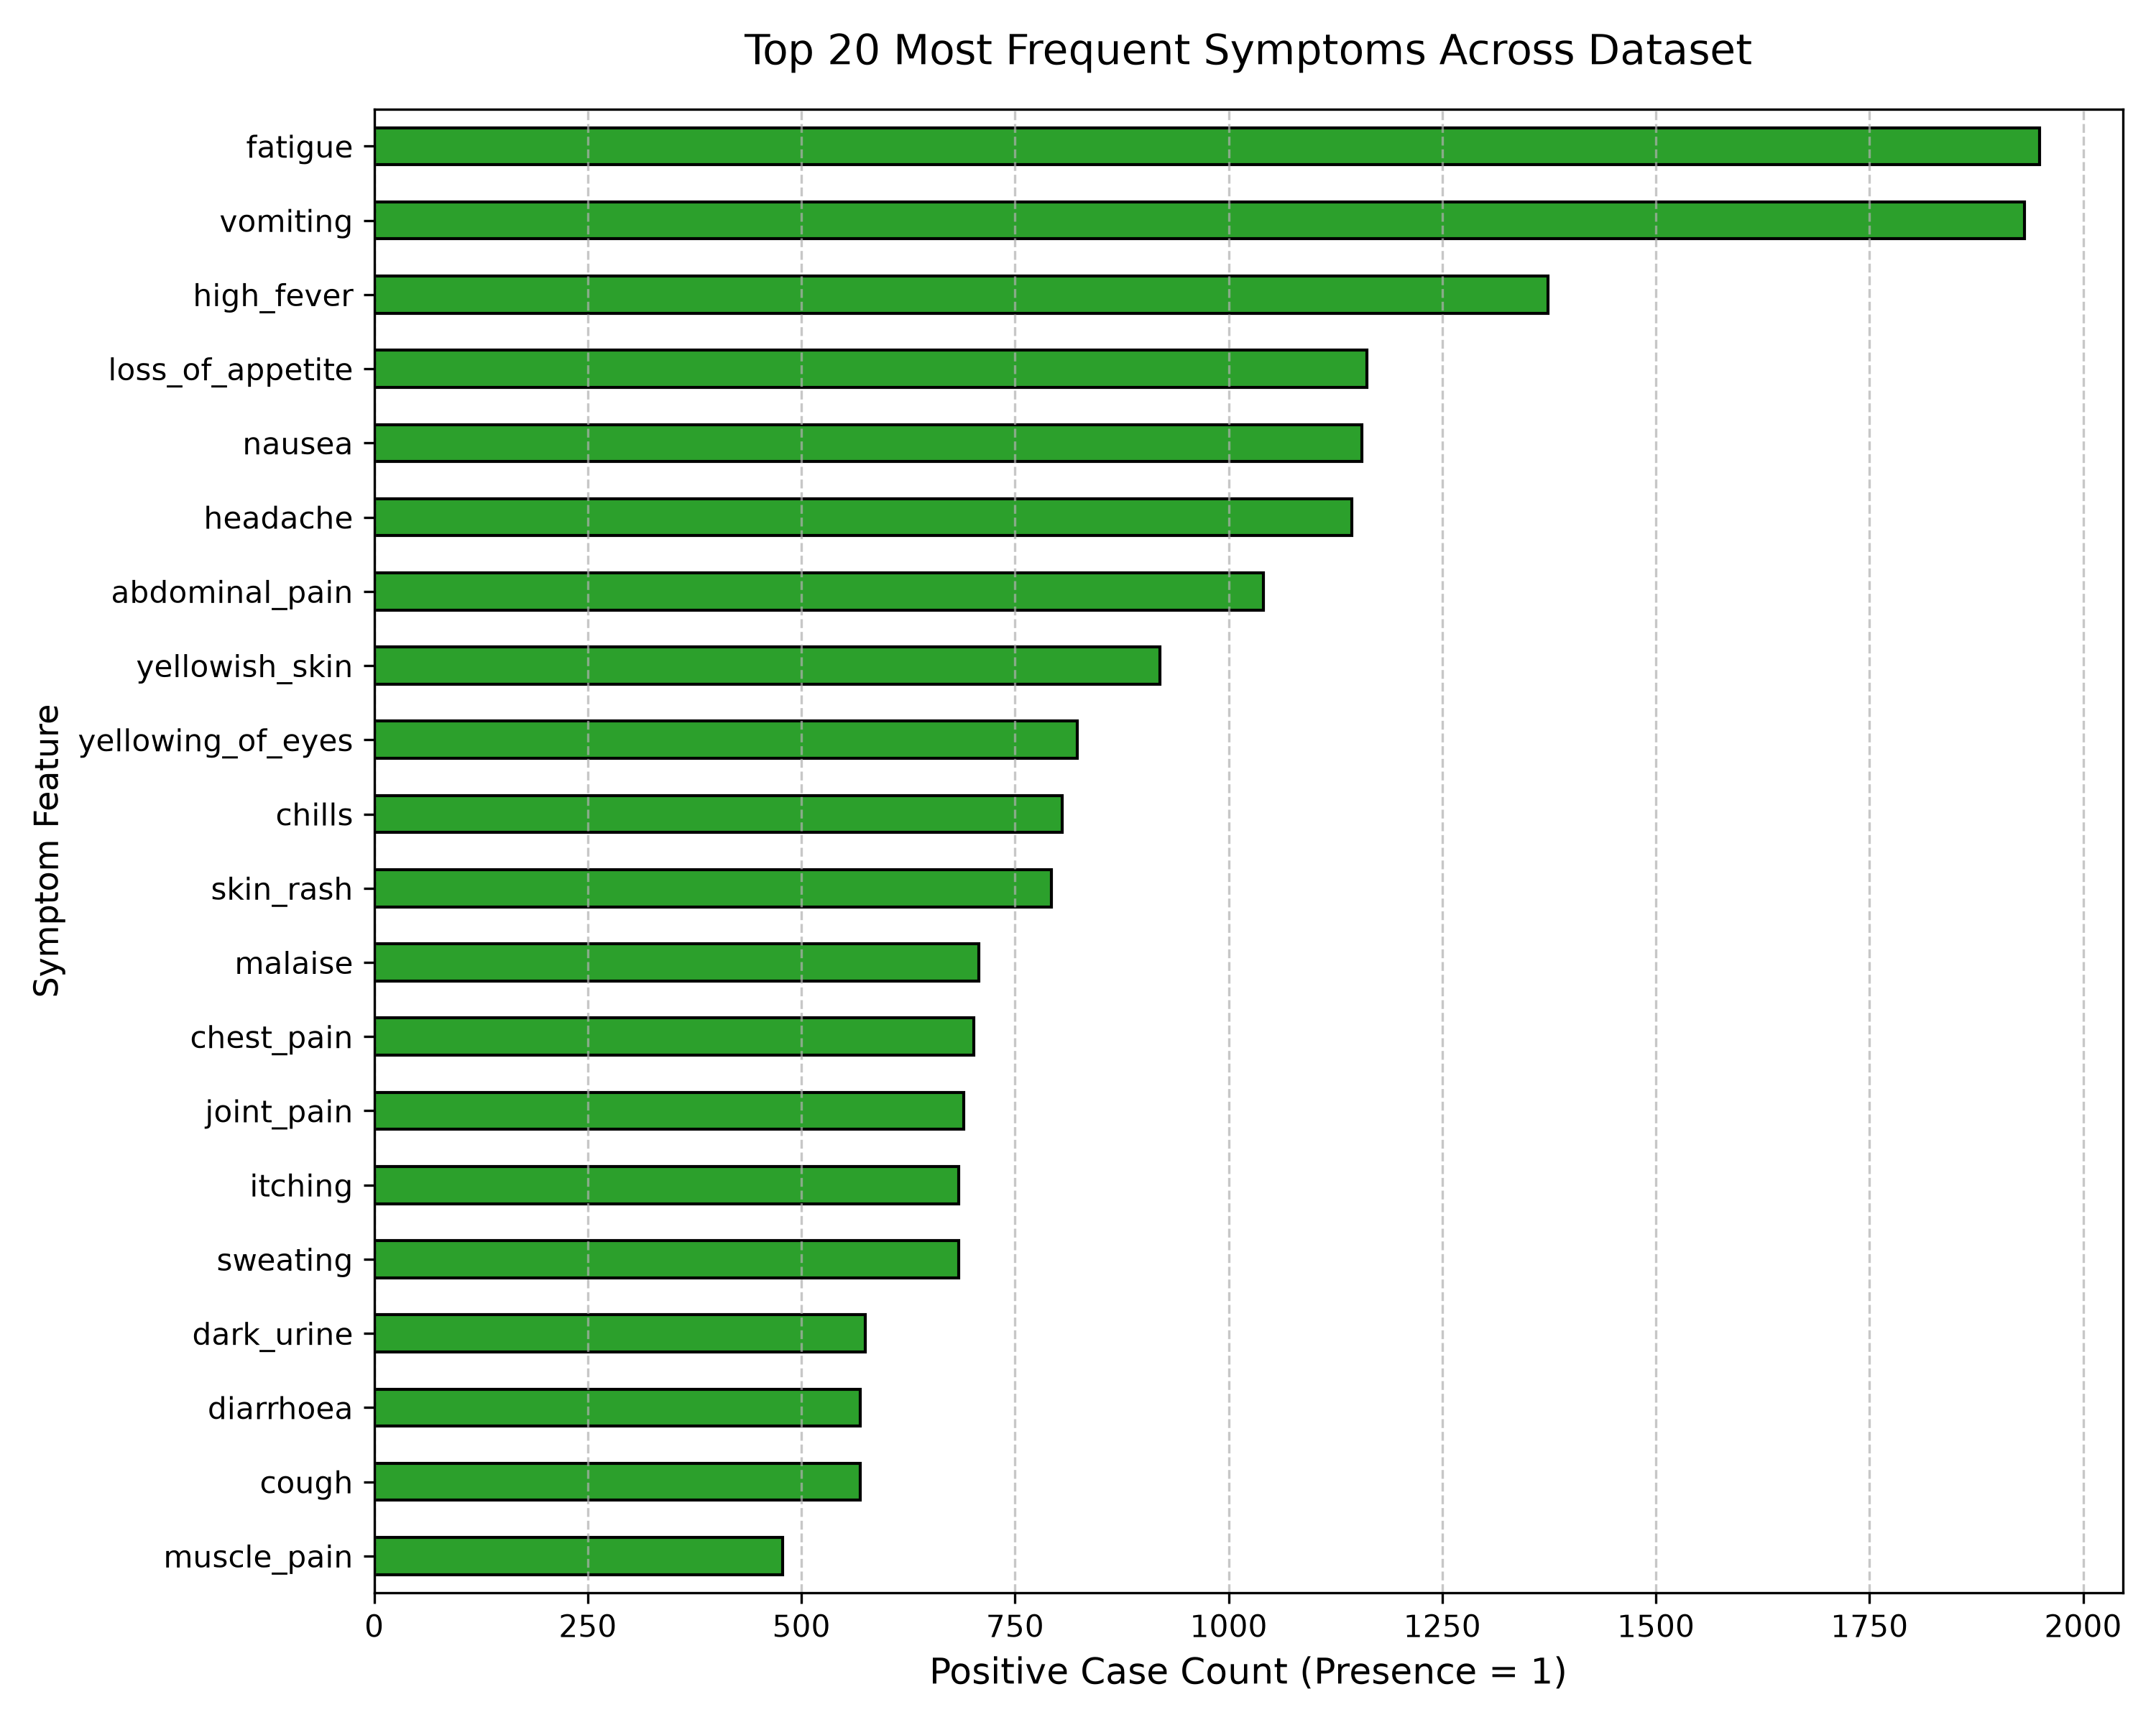 Top 20 Most Frequent Symptoms Across Dataset
Symptom Feature
fatigue
vomiting
high_fever
loss_of_appetite
nausea
headache
abdominal_pain
yellowish_skin
yellowing_of_eyes
chills
skin_rash
malaise
chest_pain
joint_pain
itching
sweating
dark_urine
diarrhoea
cough
muscle_pain
0 250 500 750 1000 1250 1500 1750 2000
Positive Case Count (Presence = 1)